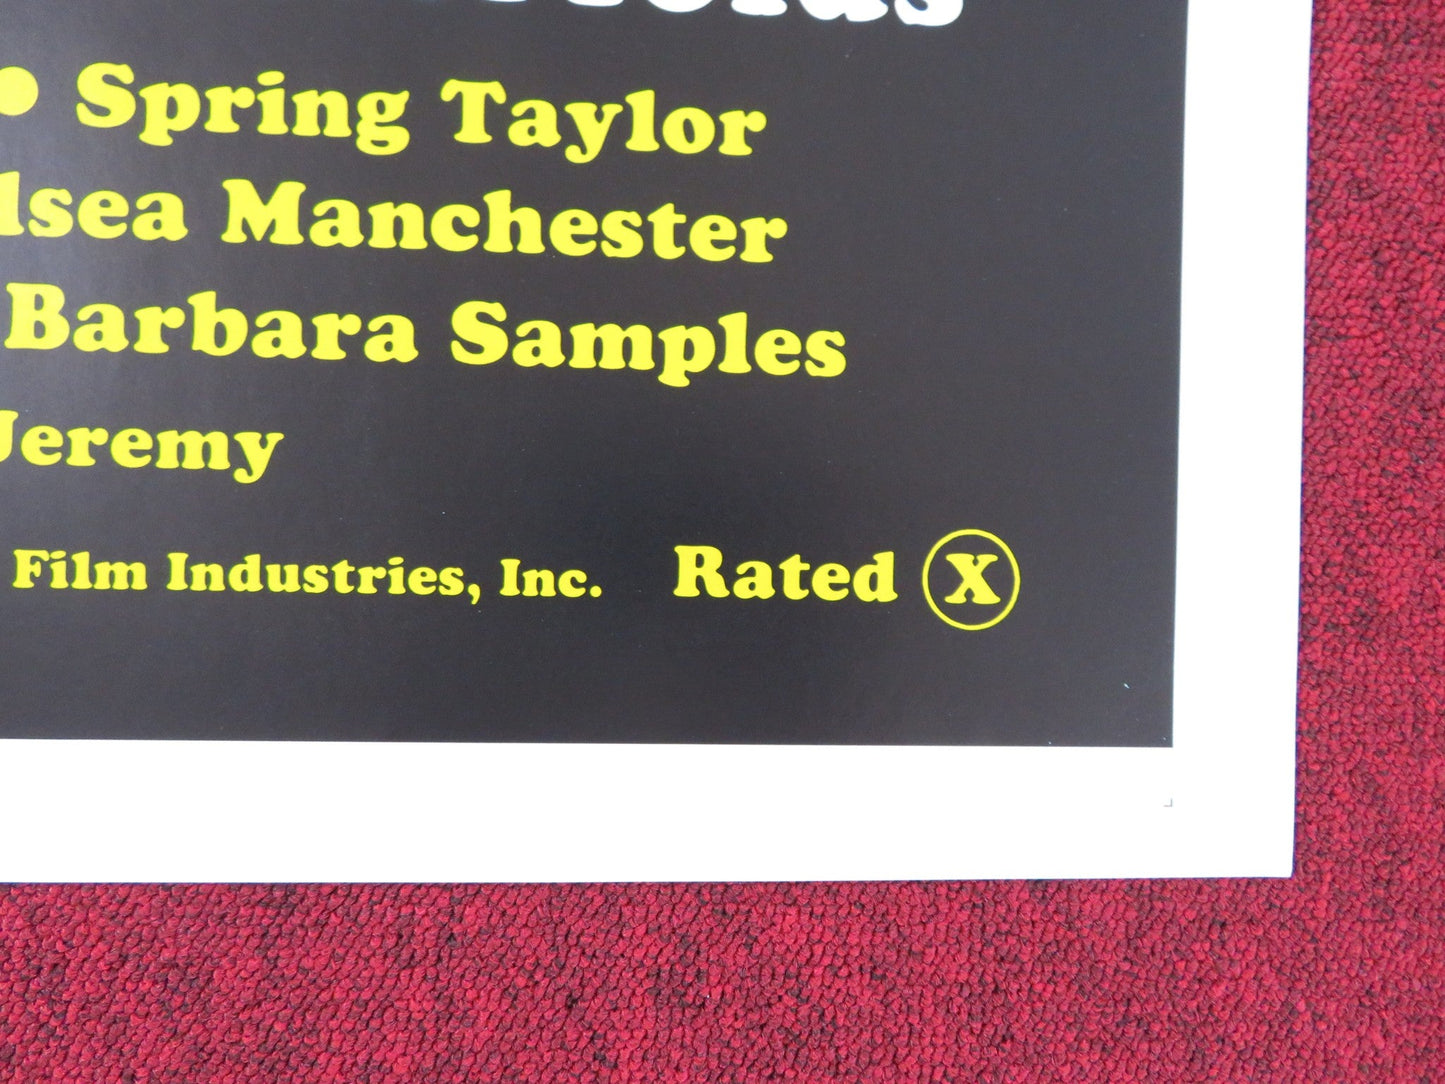 • Spring Taylor
lsea Manchester
Barbara Samples
Jeremy
Film Industries, Inc. Rated X